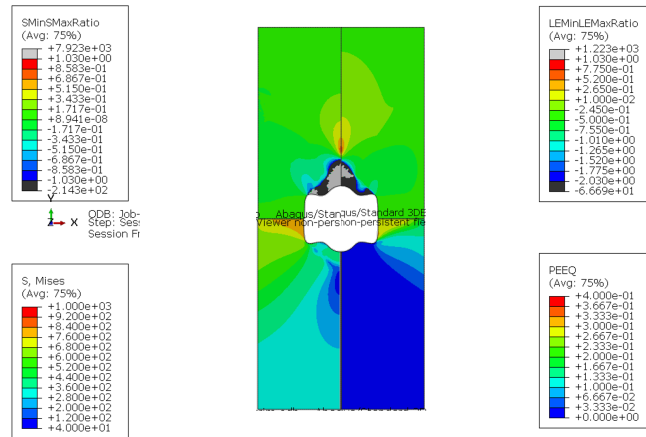 SMinSMaxRatio
(Avg: 75%)
+7.923e+03
+1.030e+00
+8.583e-01
+6.867e-01
+5.150e-01
+3.433e-01
+1.717e-01
+8.941e-08
-1.717e-01
-3.433e-01
-5.150e-01
-6.867e-01
-8.583e-01
-1.030e+00
-2.143e+02
LEMinLEMaxRatio
(Avg: 75%)
+1.223e+03
+1.030e+00
+7.750e-01
+5.200e-01
+2.650e-01
+1.000e-02
-2.450e-01
-5.000e-01
-7.550e-01
-1.010e+00
-1.265e+00
-1.520e+00
-1.775e+00
-2.030e+00
-6.669e+01
Y
Z X
ODB: Job-
Step: Ses
Session Fr
Abaqus/Standard 3DE
Viewer non-persistent fie
S, Mises
(Avg: 75%)
+1.000e+03
+9.200e+02
+8.400e+02
+7.600e+02
+6.800e+02
+6.000e+02
+5.200e+02
+4.400e+02
+3.600e+02
+2.800e+02
+2.000e+02
+1.200e+02
+4.000e+01
PEEQ
(Avg: 75%)
+4.000e-01
+3.667e-01
+3.333e-01
+3.000e-01
+2.667e-01
+2.333e-01
+2.000e-01
+1.667e-01
+1.333e-01
+1.000e-01
+6.667e-02
+3.333e-02
+0.000e+00